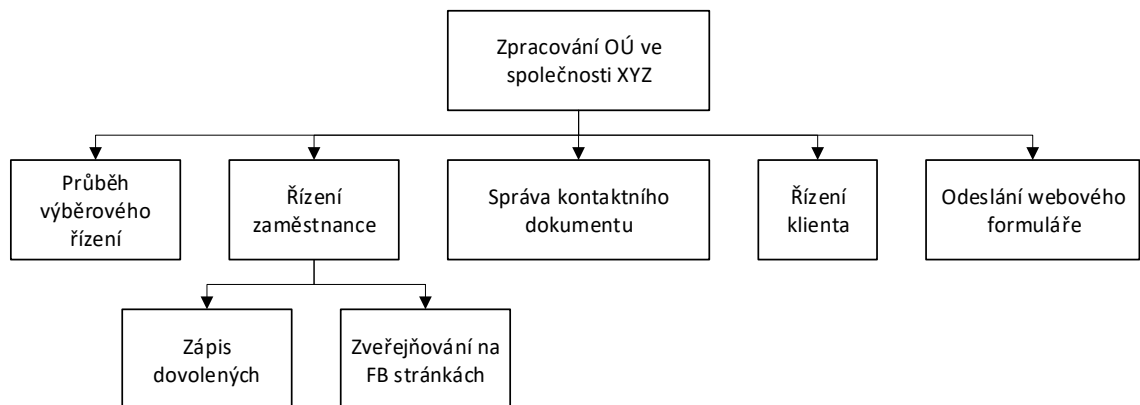 Zpracování OÚ ve
společnosti XYZ
Průběh
výběrového
řízení
Řízení
zaměstnance
Správa kontaktního
dokumentu
Řízení
klienta
Odeslání webového
formuláře
Zápis
dovolených
Zveřejňování na
FB stránkách